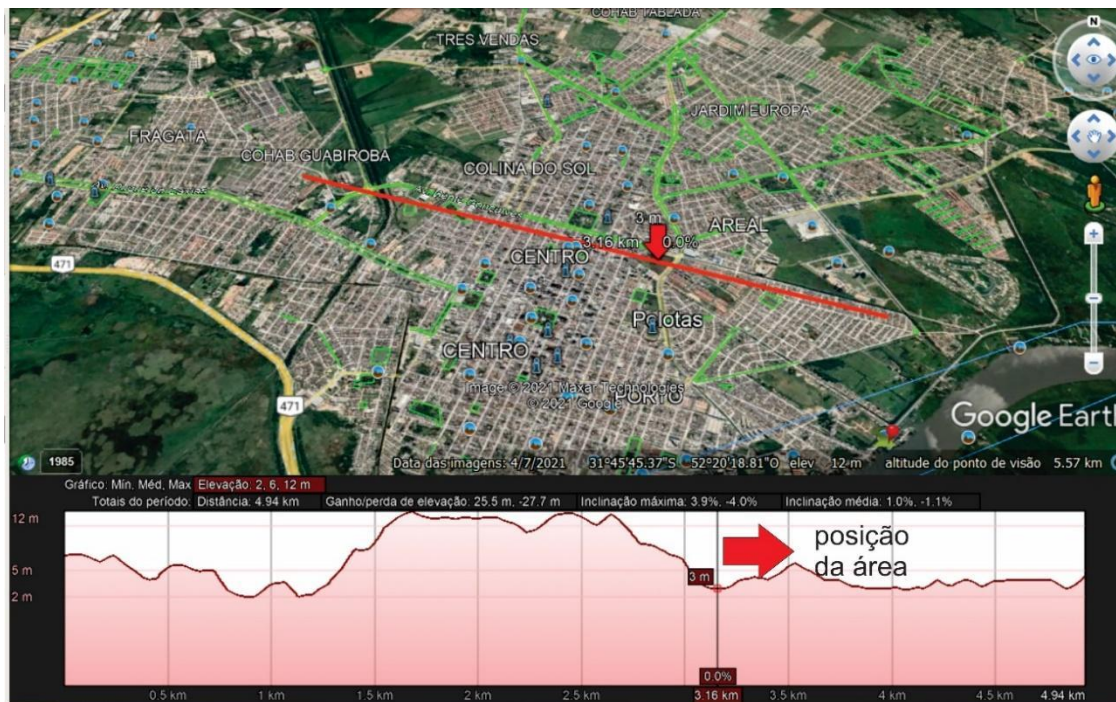 COHAB TABLADA
N
TRES VENDAS
JARDIM EUROPA
FRAGATA
COHAB GUABIROBA
COLINA DO SOL
3 m
AREAL
3.16 km 0.0%
CENTRO
471
Pelotas
CENTRO
Image © 2021 Maxar Technologies
© 2021 Google
PORTO
471
Google Earth
1985
Data das imagens: 4/7/2021 31°45'45.37"S 52°20'18.81"O elev 12 m altitude do ponto de visão 5.57 km
Gráfico: Mín. Méd, Max Elevação: 2, 6, 12 m
Totais do período: Distância: 4.94 km Ganho/perda de elevação: 25.5 m, -27.7 m Inclinação máxima: 3.9%, -4.0% Inclinação média: 1.0%, -1.1%
12 m
posição
da área
5 m
3 m
2 m
0.0%
0.5 km 1 km 1.5 km 2 km 2.5 km 3.16 km 3.5 km 4 km 4.5 km 4.94 km